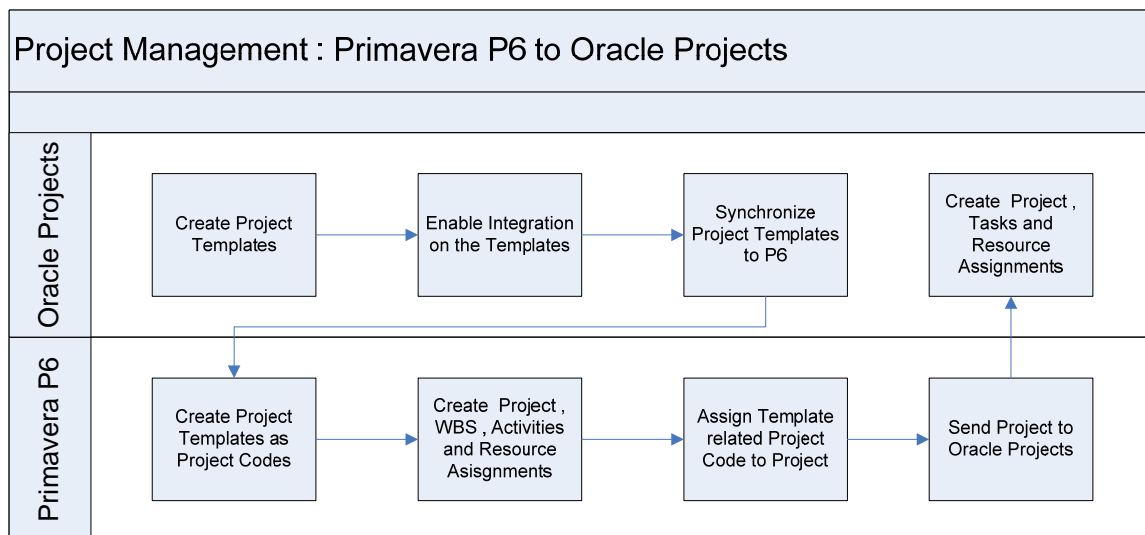 Project Management : Primavera P6 to Oracle Projects
Oracle Projects
Create Project
Templates
Enable Integration
on the Templates
Synchronize
Project Templates
to P6
Create Project ,
Tasks and
Resource
Assignments
Primavera P6
Create Project
Templates as
Project Codes
Create Project ,
WBS , Activities
and Resource
Asisgnments
Assign Template
related Project
Code to Project
Send Project to
Oracle Projects